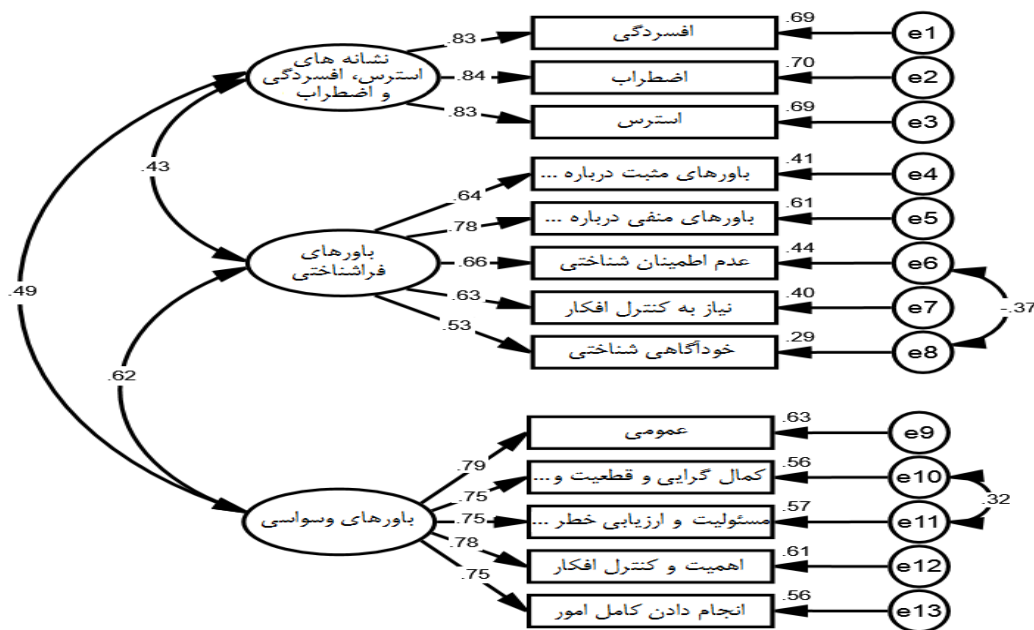 نشانه های
استرس، افسردگی
و اضطراب
.83
افسردگی
.69
e1
.84
اضطراب
.70
e2
.83
استرس
.69
e3
.43
.49
.62
باورهای
فراشناختی
.64
باورهای مثبت درباره ...
.41
e4
.78
باورهای منفی درباره ...
.61
e5
.66
عدم اطمینان شناختی
.44
e6
.63
نیاز به کنترل افکار
.40
e7
.53
خودآگاهی شناختی
.29
e8
-.37
باورهای وسواسی
.79
عمومی
.63
e9
.75
کمال گرایی و قطعیت و...
.56
e10
.75
مسئولیت و ارزیابی خطر ...
.57
e11
.32
.78
اهمیت و کنترل افکار
.61
e12
.75
انجام دادن کامل امور
.56
e13